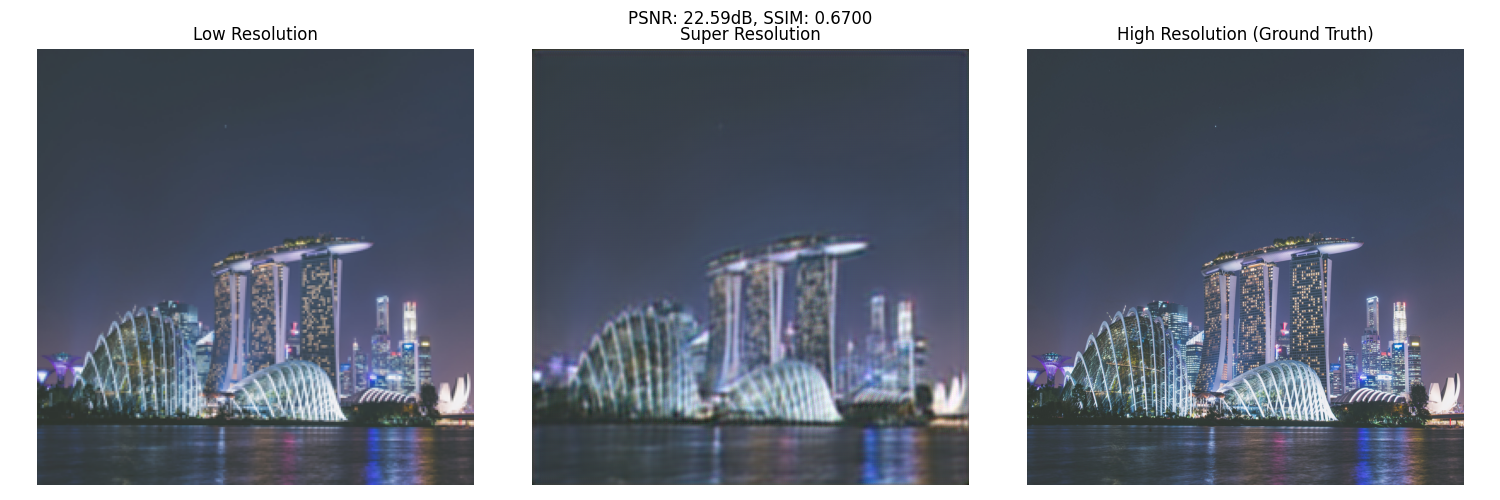 PSNR: 22.59dB, SSIM: 0.6700
Low Resolution
Super Resolution
High Resolution (Ground Truth)